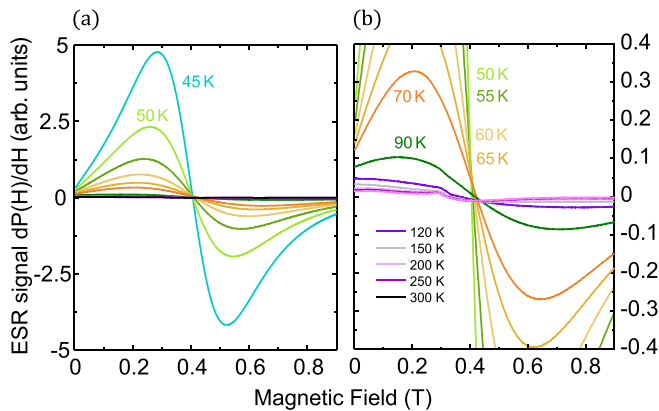 (a)
(b)
ESR signal dP(H)/dH (arb. units)
5
2.5
0
-2.5
-5
45 K
50 K
0
0.2
0.4
0.6
0.8
0.4
0.3
0.2
0.1
0
-0.1
-0.2
-0.3
-0.4
50 K
55 K
70 K
60 K
65 K
90 K
120 K
150 K
200 K
250 K
300 K
0
0.2
0.4
0.6
0.8
Magnetic Field (T)